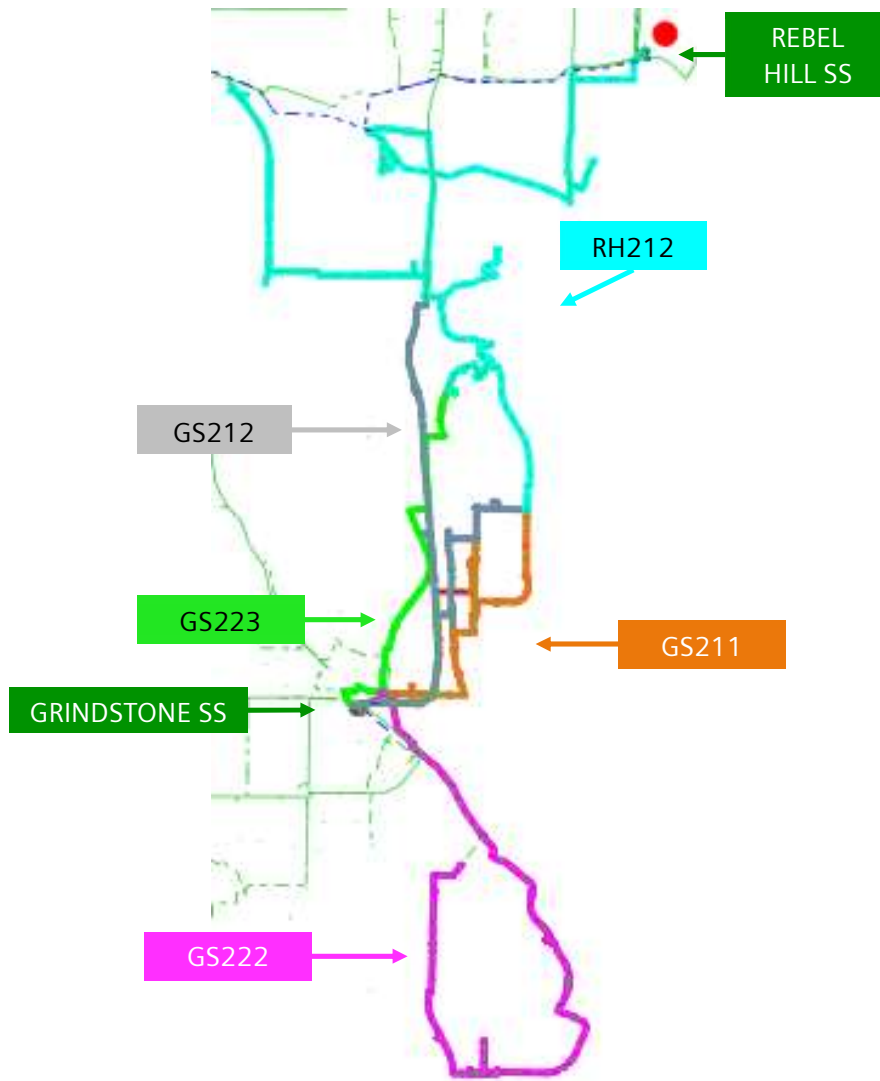 REBEL
HILL SS
RH212
GS212
GS223
GS211
GRINDSTONE SS
GS222